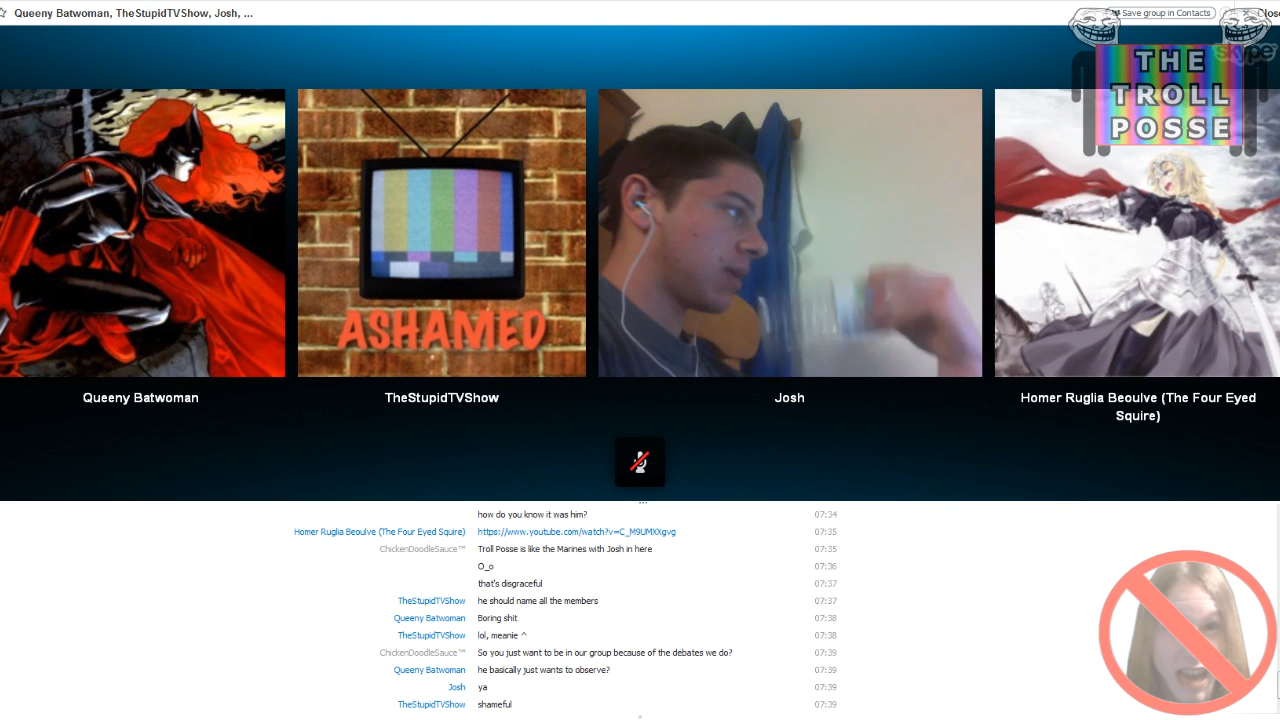 Queeny Batwoman, TheStupidTVShow, Josh, ...
Save group in Contacts
Close
skype
THE
TROLL
POSSE
ASHAMED
Queeny Batwoman
TheStupidTVShow
Josh
Homer Ruglia Beoulve (The Four Eyed
Squire)
how do you know it was him? 07:34
Homer Ruglia Beoulve (The Four Eyed Squire) https://www.youtube.com/watch?v=C_M9UMXXgvg 07:35
ChickenDoodleSauce™ Troll Posse is like the Marines with Josh in here 07:35
O_o 07:36
that's disgraceful 07:37
TheStupidTVShow he should name all the members 07:37
Queeny Batwoman Boring shit 07:38
TheStupidTVShow lol, meanie ^ 07:38
ChickenDoodleSauce™ So you just want to be in our group because of the debates we do? 07:39
Queeny Batwoman he basically just wants to observe? 07:39
Josh ya 07:39
TheStupidTVShow shameful 07:39